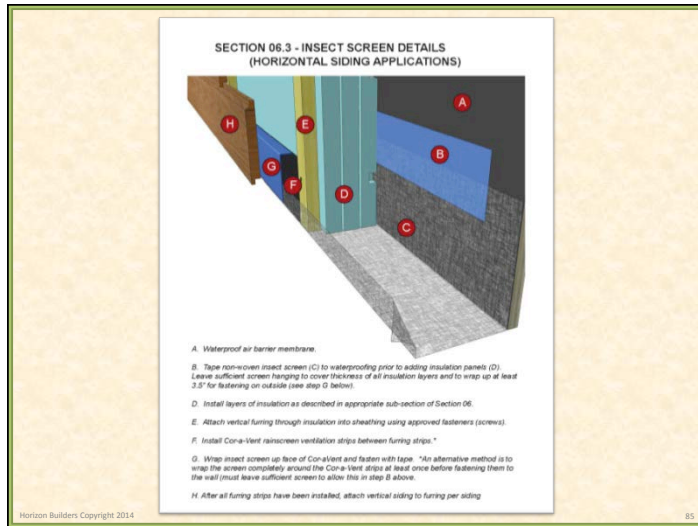 SECTION 06.3 - INSECT SCREEN DETAILS
(HORIZONTAL SIDING APPLICATIONS)
A
H
E
B
G
F
D
C
A. Waterproof air barrier membrane.
B. Tape non-woven insect screen (C) to waterproofing prior to adding insulation panels (D).
Leave sufficient screen hanging to cover thickness of all insulation layers and to wrap up at least
3.5" for fastening on outside (see step G below).
D. Install layers of insulation as described in appropriate sub-section of Section 06.
E. Attach vertcal furring through insulation into sheathing using approved fasteners (screws).
F. Install Cor-a-Vent rainscreen ventilation strips between furring strips.*
G. Wrap insect screen up face of Cor-aVent and fasten with tape. *An alternative method is to
wrap the screen completely around the Cor-a-Vent strips at least once before fastening them to
the wall (must leave sufficient screen to allow this in step B above.
H. After all furring strips have been installed, attach vertical siding to furring per siding
Horizon Builders Copyright 2014
85